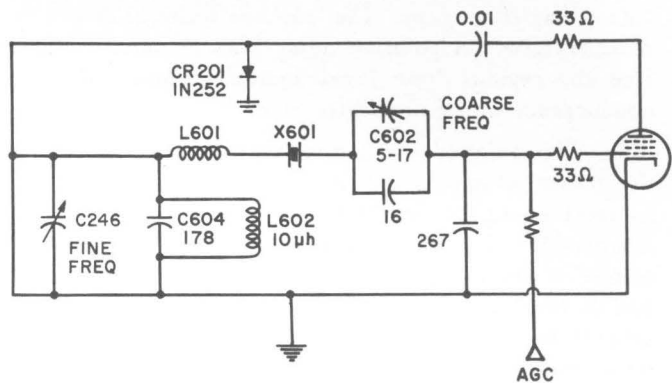 0.01
33Ω
CR201
1N252
COARSE
FREQ
L601
X601
C602
5-17
33Ω
C246
FINE
FREQ
C604
178
L602
10μh
16
267
AGC